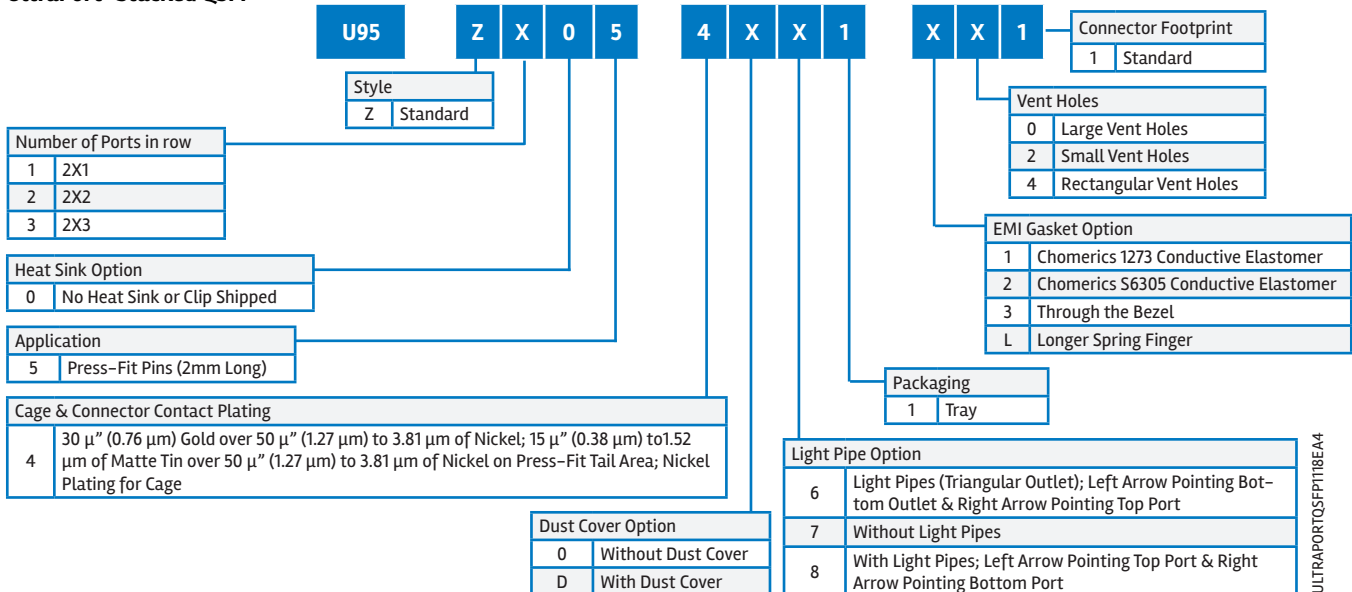 U95 Z X 0 5 4 X X 1 X X 1
Connector Footprint
1 Standard
Style
Z Standard
Vent Holes
0 Large Vent Holes
2 Small Vent Holes
4 Rectangular Vent Holes
Number of Ports in row
1 2X1
2 2X2
3 2X3
EMI Gasket Option
1 Chomerics 1273 Conductive Elastomer
2 Chomerics S6305 Conductive Elastomer
3 Through the Bezel
L Longer Spring Finger
Heat Sink Option
0 No Heat Sink or Clip Shipped
Application
5 Press-Fit Pins (2mm Long)
Packaging
1 Tray
Cage & Connector Contact Plating
4 30 µ” (0.76 µm) Gold over 50 µ” (1.27 µm) to 3.81 µm of Nickel; 15 µ” (0.38 µm) to1.52
µm of Matte Tin over 50 µ” (1.27 µm) to 3.81 µm of Nickel on Press-Fit Tail Area; Nickel
Plating for Cage
Light Pipe Option
6 Light Pipes (Triangular Outlet); Left Arrow Pointing Bot-
tom Outlet & Right Arrow Pointing Top Port
7 Without Light Pipes
8 With Light Pipes; Left Arrow Pointing Top Port & Right
Arrow Pointing Bottom Port
Dust Cover Option
0 Without Dust Cover
D With Dust Cover
ULTRAPORTQSFP1118EA4